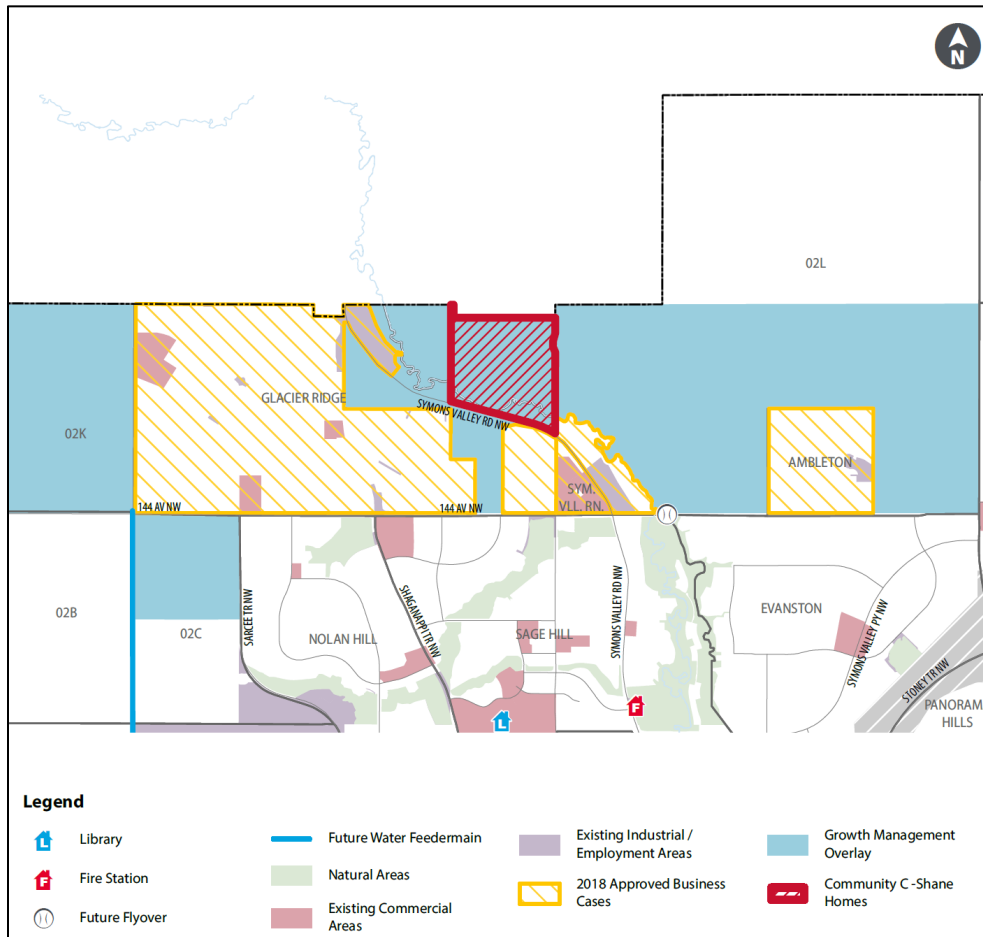 N
02L
GLACIER RIDGE
SYMONS VALLEY RD NW
02K
AMBLETON
SYM.
VLL. RN.
144 AV NW
144 AV NW
02B
02C
SARCEE TR NW
NOLAN HILL
SHAGANAPPI TR NW
SAGE HILL
SYMONS VALLEY RD NW
EVANSTON
SYMONS VALLEY PY NW
STONEY TR NW
PANORAM
HILLS
L
F
Legend
L
Library
Future Water Feedermain
Existing Industrial /
Employment Areas
Growth Management
Overlay
F
Fire Station
Natural Areas
2018 Approved Business
Cases
Community C -Shane
Homes
Future Flyover
Existing Commercial
Areas